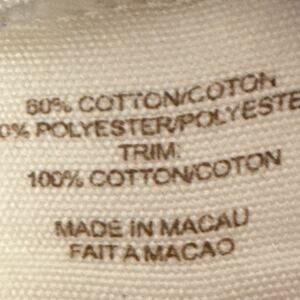 60% COTTON/COTON
0% POLYESTER/POLYESTE
TRIM:
100% COTTON/COTON
MADE IN MACAU
FAIT A MACAO